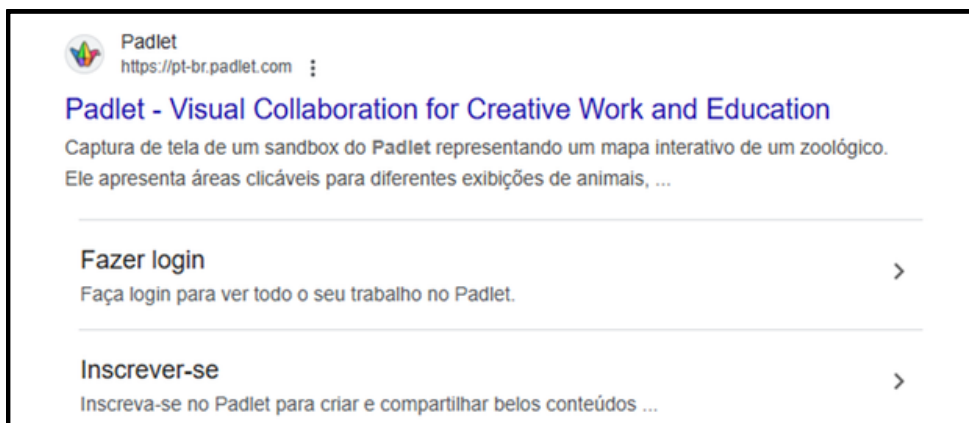 Padlet
https://pt-br.padlet.com
Padlet - Visual Collaboration for Creative Work and Education
Captura de tela de um sandbox do Padlet representando um mapa interativo de um zoológico.
Ele apresenta áreas clicáveis para diferentes exibições de animais, ...
Fazer login
Faça login para ver todo o seu trabalho no Padlet.
Inscrever-se
Inscreva-se no Padlet para criar e compartilhar belos conteúdos ...